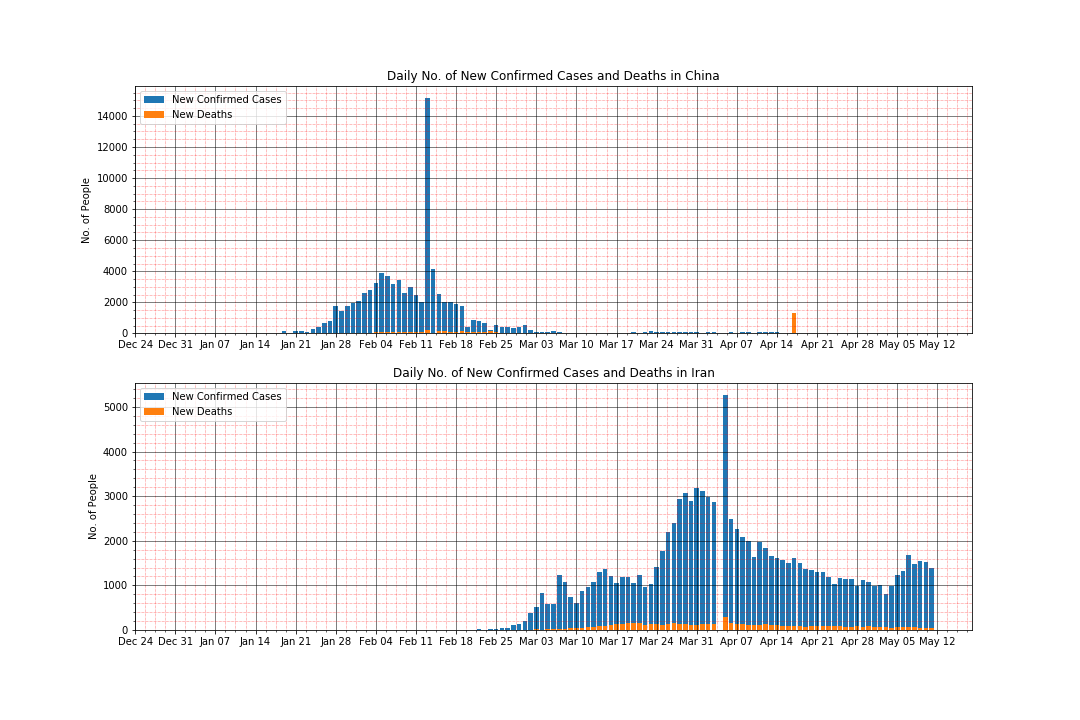 Daily No. of New Confirmed Cases and Deaths in China
New Confirmed Cases
New Deaths
No. of People
14000
12000
10000
8000
6000
4000
2000
0
Dec 24 Dec 31 Jan 07 Jan 14 Jan 21 Jan 28 Feb 04 Feb 11 Feb 18 Feb 25 Mar 03 Mar 10 Mar 17 Mar 24 Mar 31 Apr 07 Apr 14 Apr 21 Apr 28 May 05 May 12
Daily No. of New Confirmed Cases and Deaths in Iran
New Confirmed Cases
New Deaths
No. of People
5000
4000
3000
2000
1000
0
Dec 24 Dec 31 Jan 07 Jan 14 Jan 21 Jan 28 Feb 04 Feb 11 Feb 18 Feb 25 Mar 03 Mar 10 Mar 17 Mar 24 Mar 31 Apr 07 Apr 14 Apr 21 Apr 28 May 05 May 12